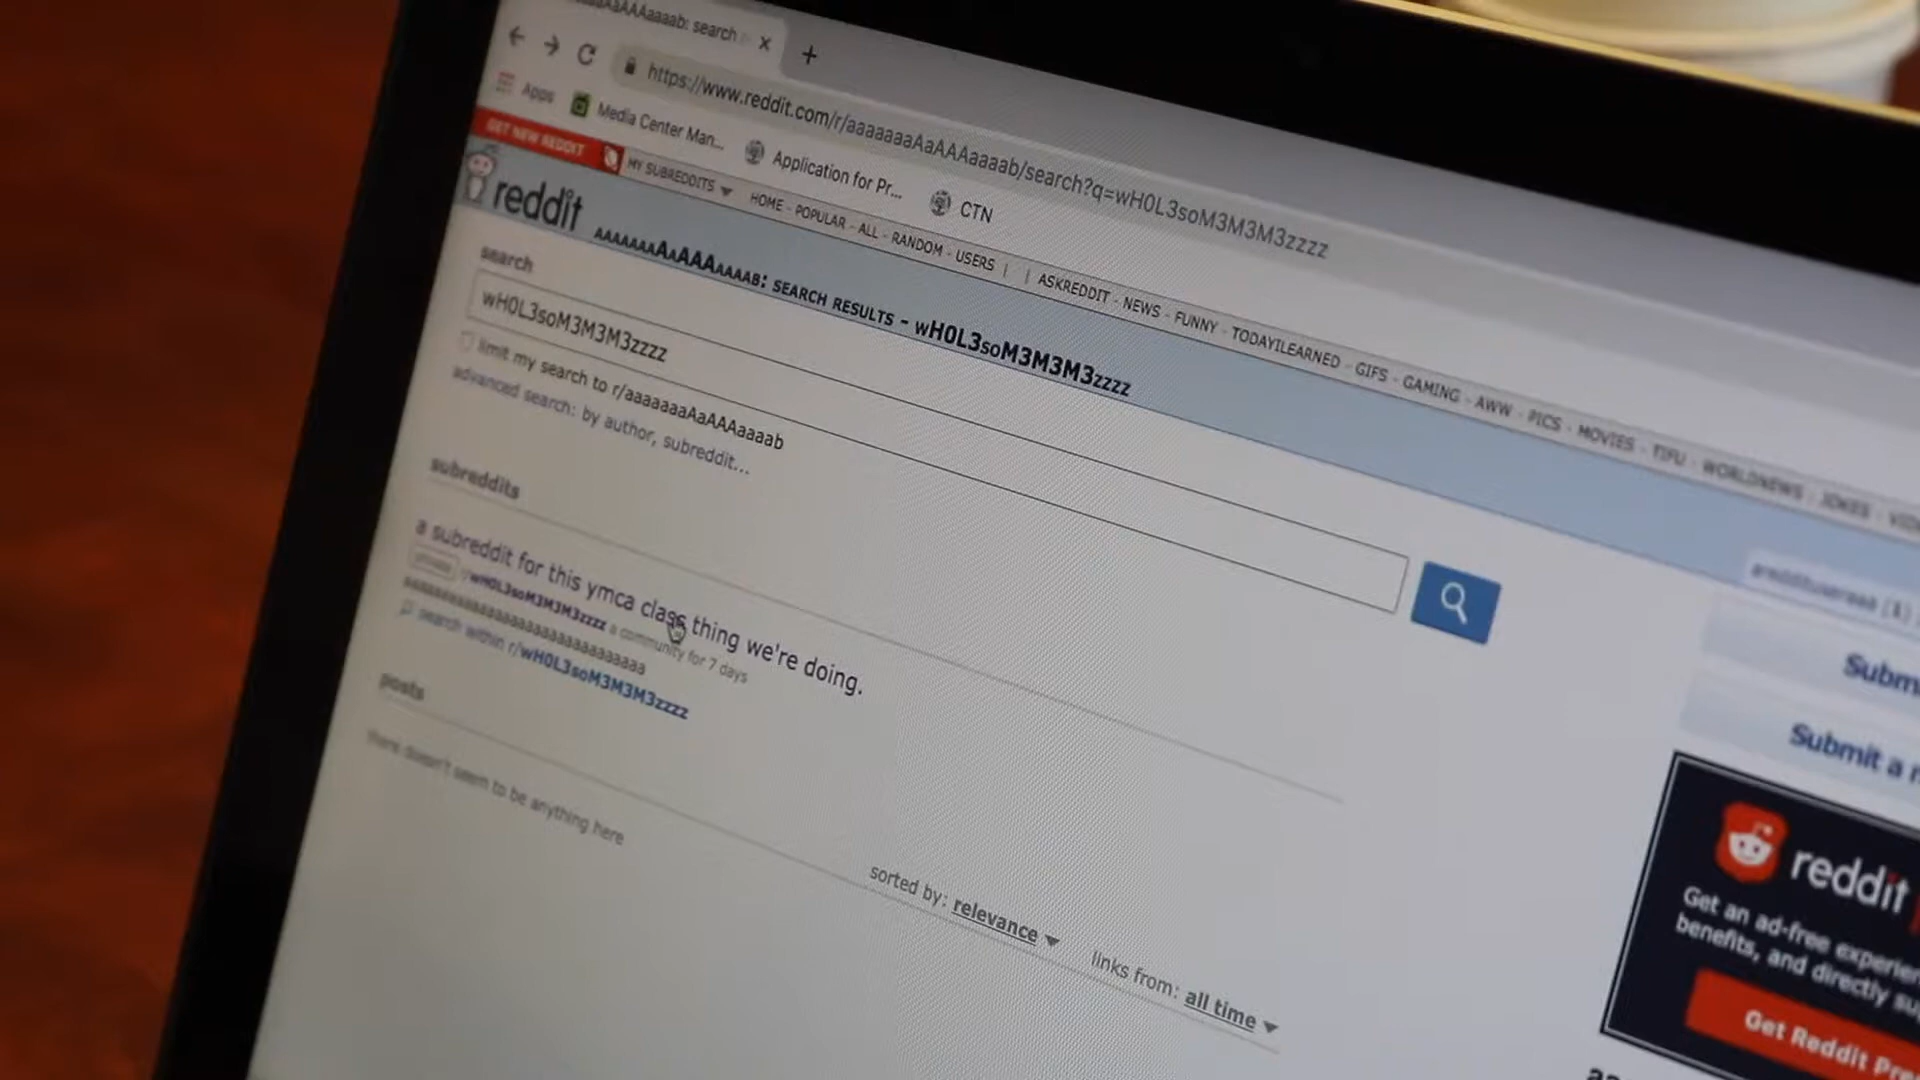 search
https://www.reddit.com/r/aaaaaaaAaAAAaaaab/search?q=wH0L3soM3M3M3zzzz
Apps
Media Center Man...
Application for Pr...
CTN
GET NEW REDDIT
MY SUBREDDITS
HOME - POPULAR - ALL - RANDOM - USERS | | ASKREDDIT - NEWS - FUNNY - TODAYILEARNED - GIFS - GAMING - AWW - PICS - MOVIES - TIFU - WORLDNEWS - JOKES -
reddit
AAAAAAAAAAAAAAAAB: SEARCH RESULTS - wH0L3soM3M3M3zzzz
search
wH0L3soM3M3M3zzzz
limit my search to r/aaaaaaaAaAAAaaaab
advanced search: by author, subreddit...
subreddits
a subreddit for this ymca class thing we're doing.
wH0L3soM3M3M3zzzz a community for 7 days
search within r/wH0L3soM3M3M3zzzz
posts
there doesn't seem to be anything here
sorted by: relevance
links from: all time
Submit a
reddit
Get an ad-free
benefits, and directly
Get Reddit